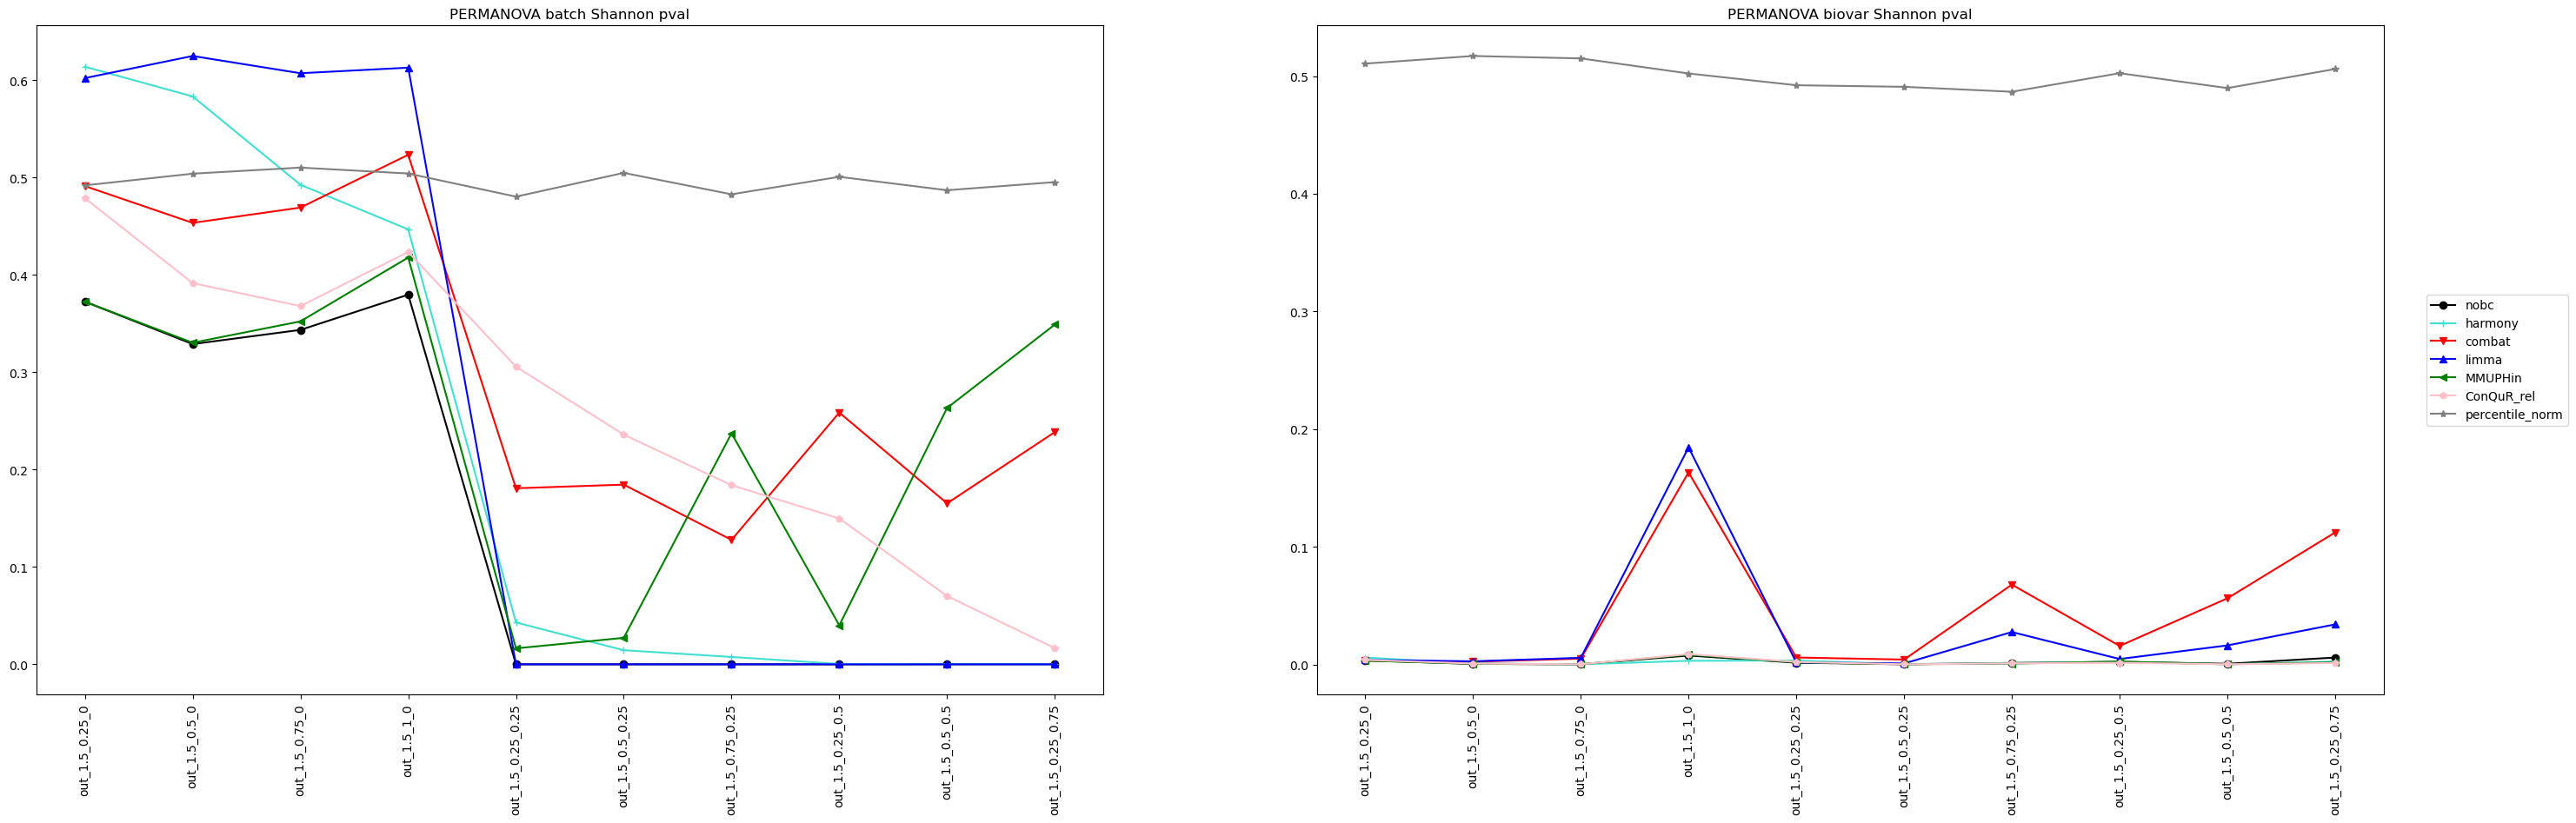 PERMANOVA batch Shannon pval
0.6
0.5
0.4
0.3
0.2
0.1
0.0
out_1.5_0.25_0
out_1.5_0.5_0
out_1.5_0.75_0
out_1.5_1_0
out_1.5_0.25_0.25
out_1.5_0.5_0.25
out_1.5_0.75_0.25
out_1.5_0.25_0.5
out_1.5_0.5_0.5
out_1.5_0.25_0.75
PERMANOVA biovar Shannon pval
0.5
0.4
0.3
0.2
0.1
0.0
out_1.5_0.25_0
out_1.5_0.5_0
out_1.5_0.75_0
out_1.5_1_0
out_1.5_0.25_0.25
out_1.5_0.5_0.25
out_1.5_0.75_0.25
out_1.5_0.25_0.5
out_1.5_0.5_0.5
out_1.5_0.25_0.75
nobc
harmony
combat
limma
MMUPHin
ConQuR_rel
percentile_norm